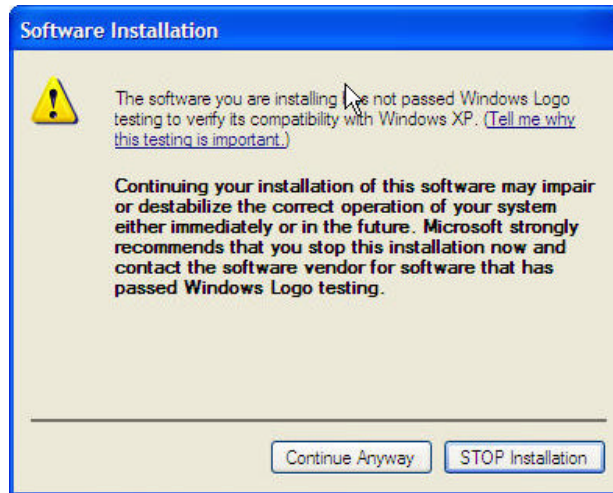 Software Installation
The software you are installing has not passed Windows Logo
testing to verify its compatibility with Windows XP. (Tell me why
this testing is important.)
Continuing your installation of this software may impair
or destabilize the correct operation of your system
either immediately or in the future. Microsoft strongly
recommends that you stop this installation now and
contact the software vendor for software that has
passed Windows Logo testing.
Continue Anyway
STOP Installation